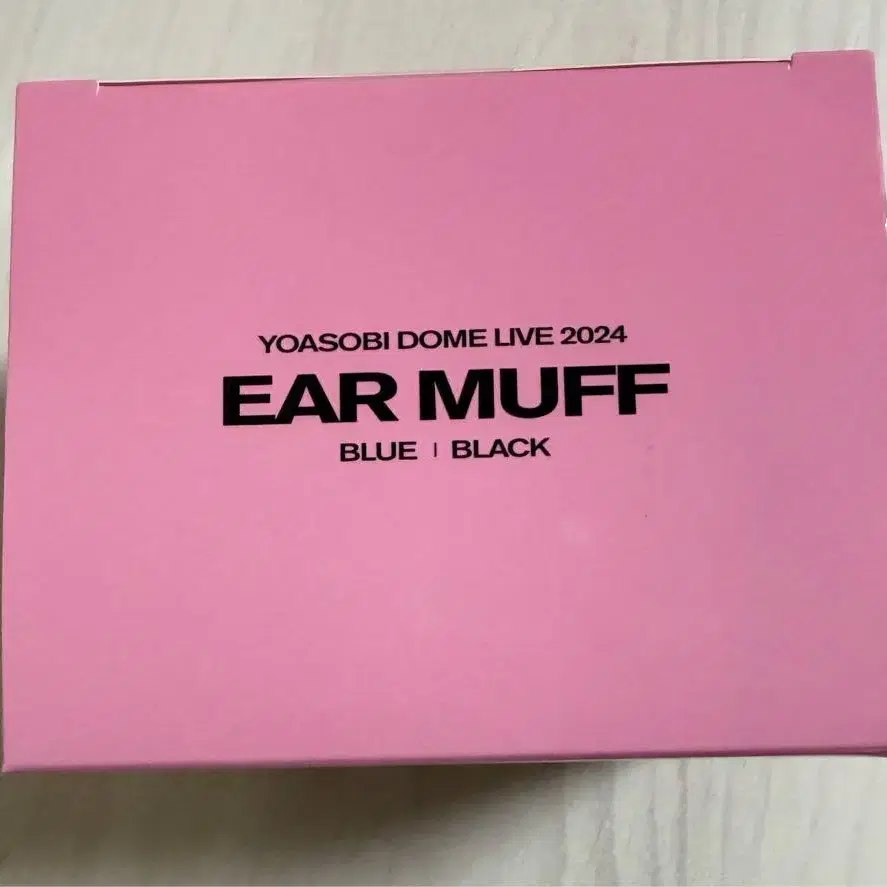 YOASOBI DOME LIVE 2024
EAR MUFF
BLUE | BLACK